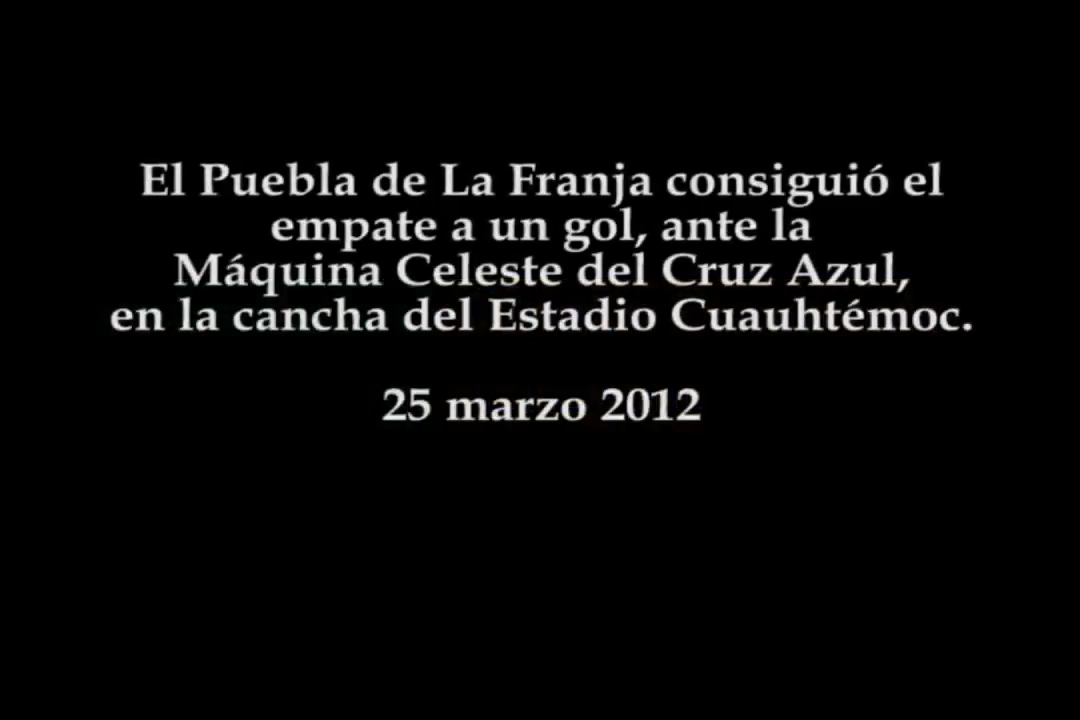 El Puebla de La Franja consiguió el
empate a un gol, ante la
Máquina Celeste del Cruz Azul,
en la cancha del Estadio Cuauhtémoc.
25 marzo 2012